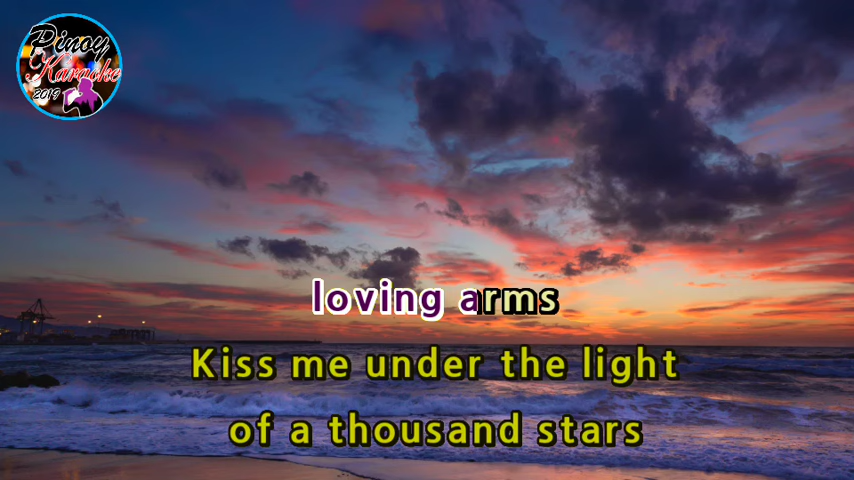 Pinoy
Karaoke
2019
loving arms
Kiss me under the light
of a thousand stars